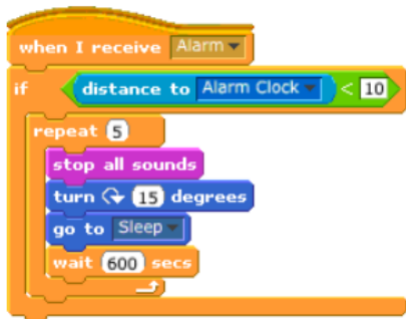 when I receive Alarm
if distance to Alarm Clock < 10
repeat 5
stop all sounds
turn 15 degrees
go to Sleep
wait 600 secs